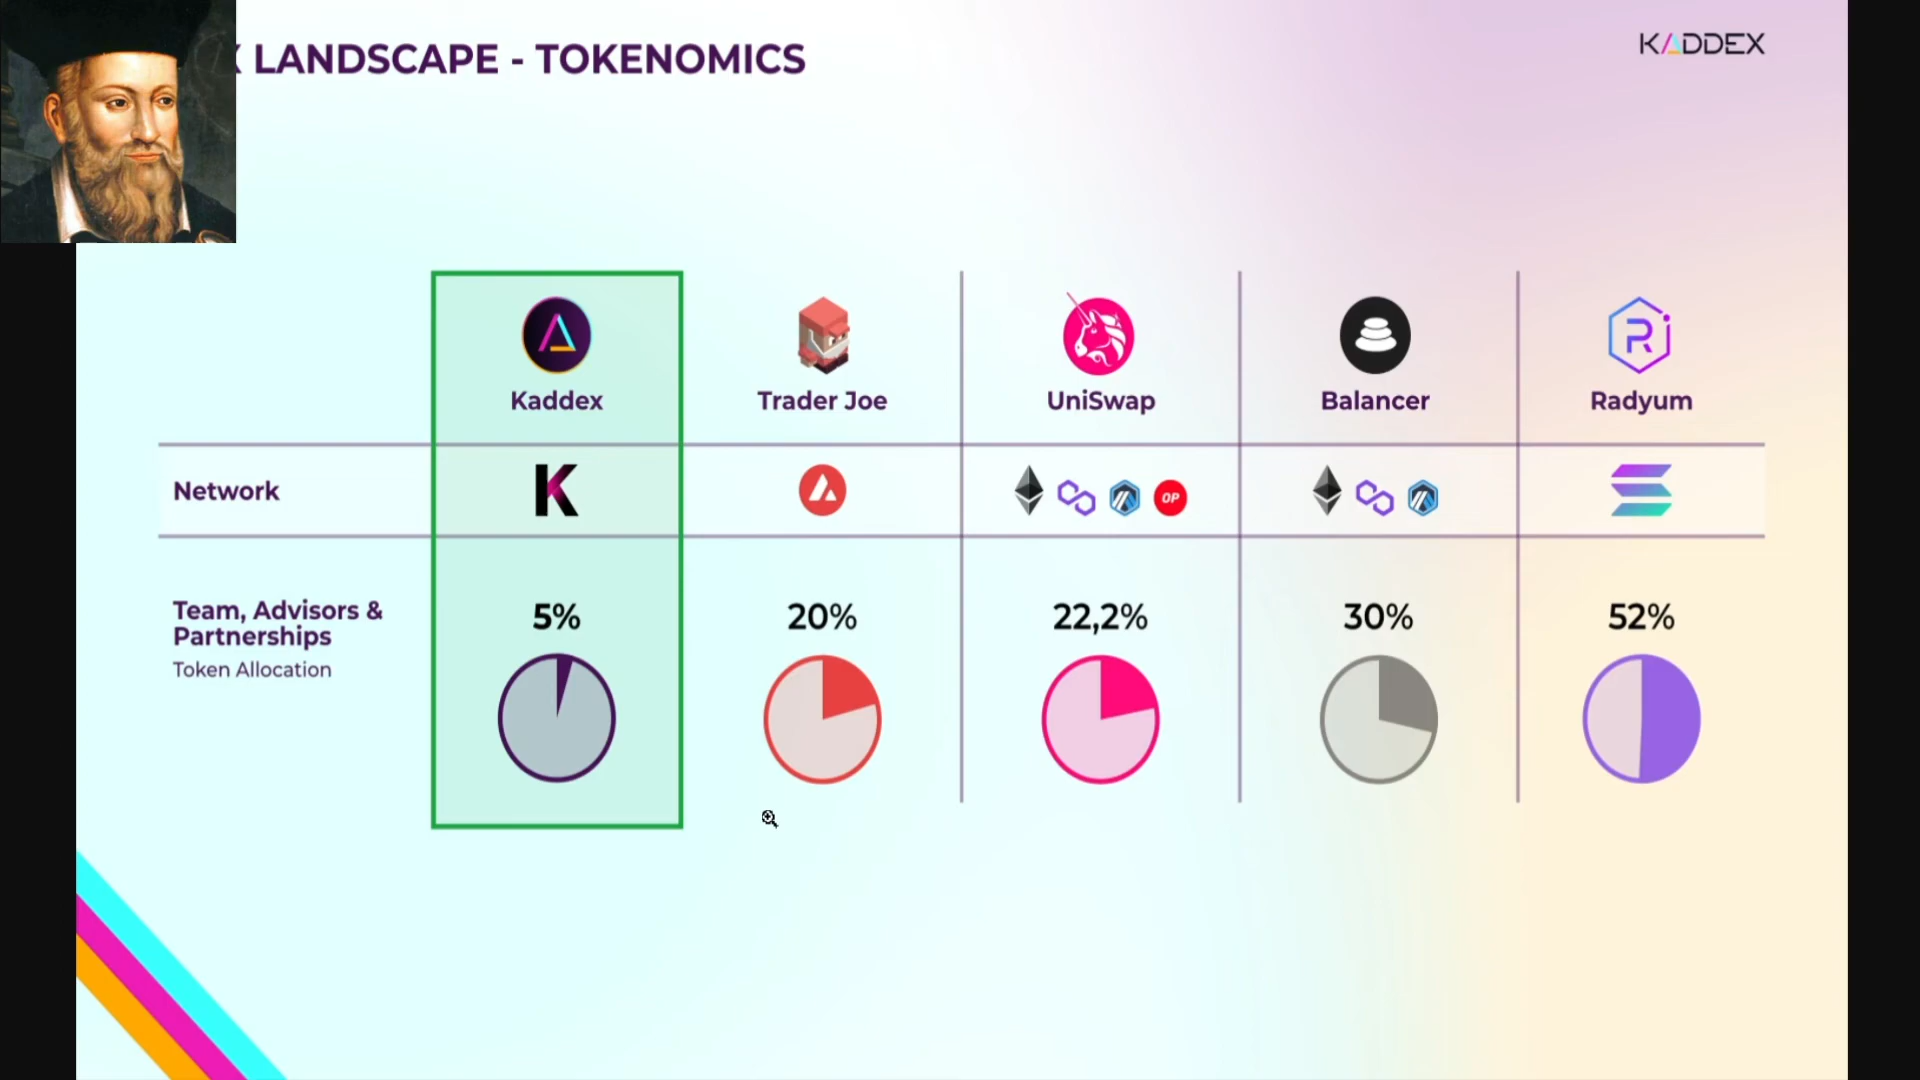 LANDSCAPE - TOKENOMICS
KADDEX
Kaddex
Trader Joe
UniSwap
Balancer
Radyum
Network
OP
Team, Advisors &
Partnerships
Token Allocation
5%
20%
22,2%
30%
52%